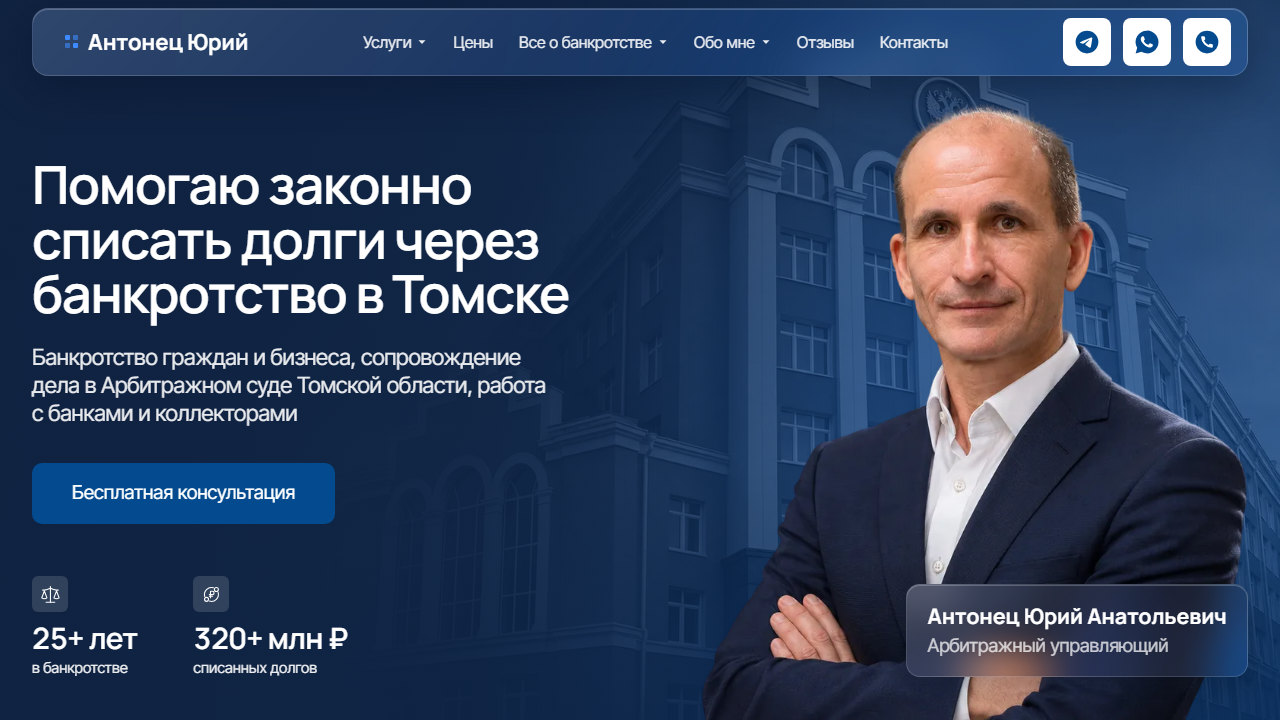 Антонец Юрий
Услуги
Цены
Все о банкротстве
Обо мне
Отзывы
Контакты
Помогаю законно
списать долги через
банкротство в Томске
Банкротство граждан и бизнеса, сопровождение
дела в Арбитражном суде Томской области, работа
с банками и коллекторами
Бесплатная консультация
25+ лет
в банкротстве
320+ млн ₽
списанных долгов
Антонец Юрий Анатольевич
Арбитражный управляющий